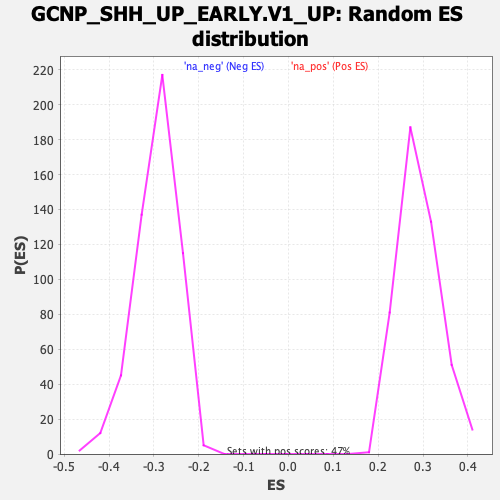 GCNP_SHH_UP_EARLY.V1_UP: Random ES
distribution
'na_neg' (Neg ES) 'na_pos' (Pos ES)
220
200
180
160
140
120
100
80
60
40
20
0
P(ES)
Sets with pos scores: 47%
-0.5 -0.4 -0.3 -0.2 -0.1 0.0 0.1 0.2 0.3 0.4
ES